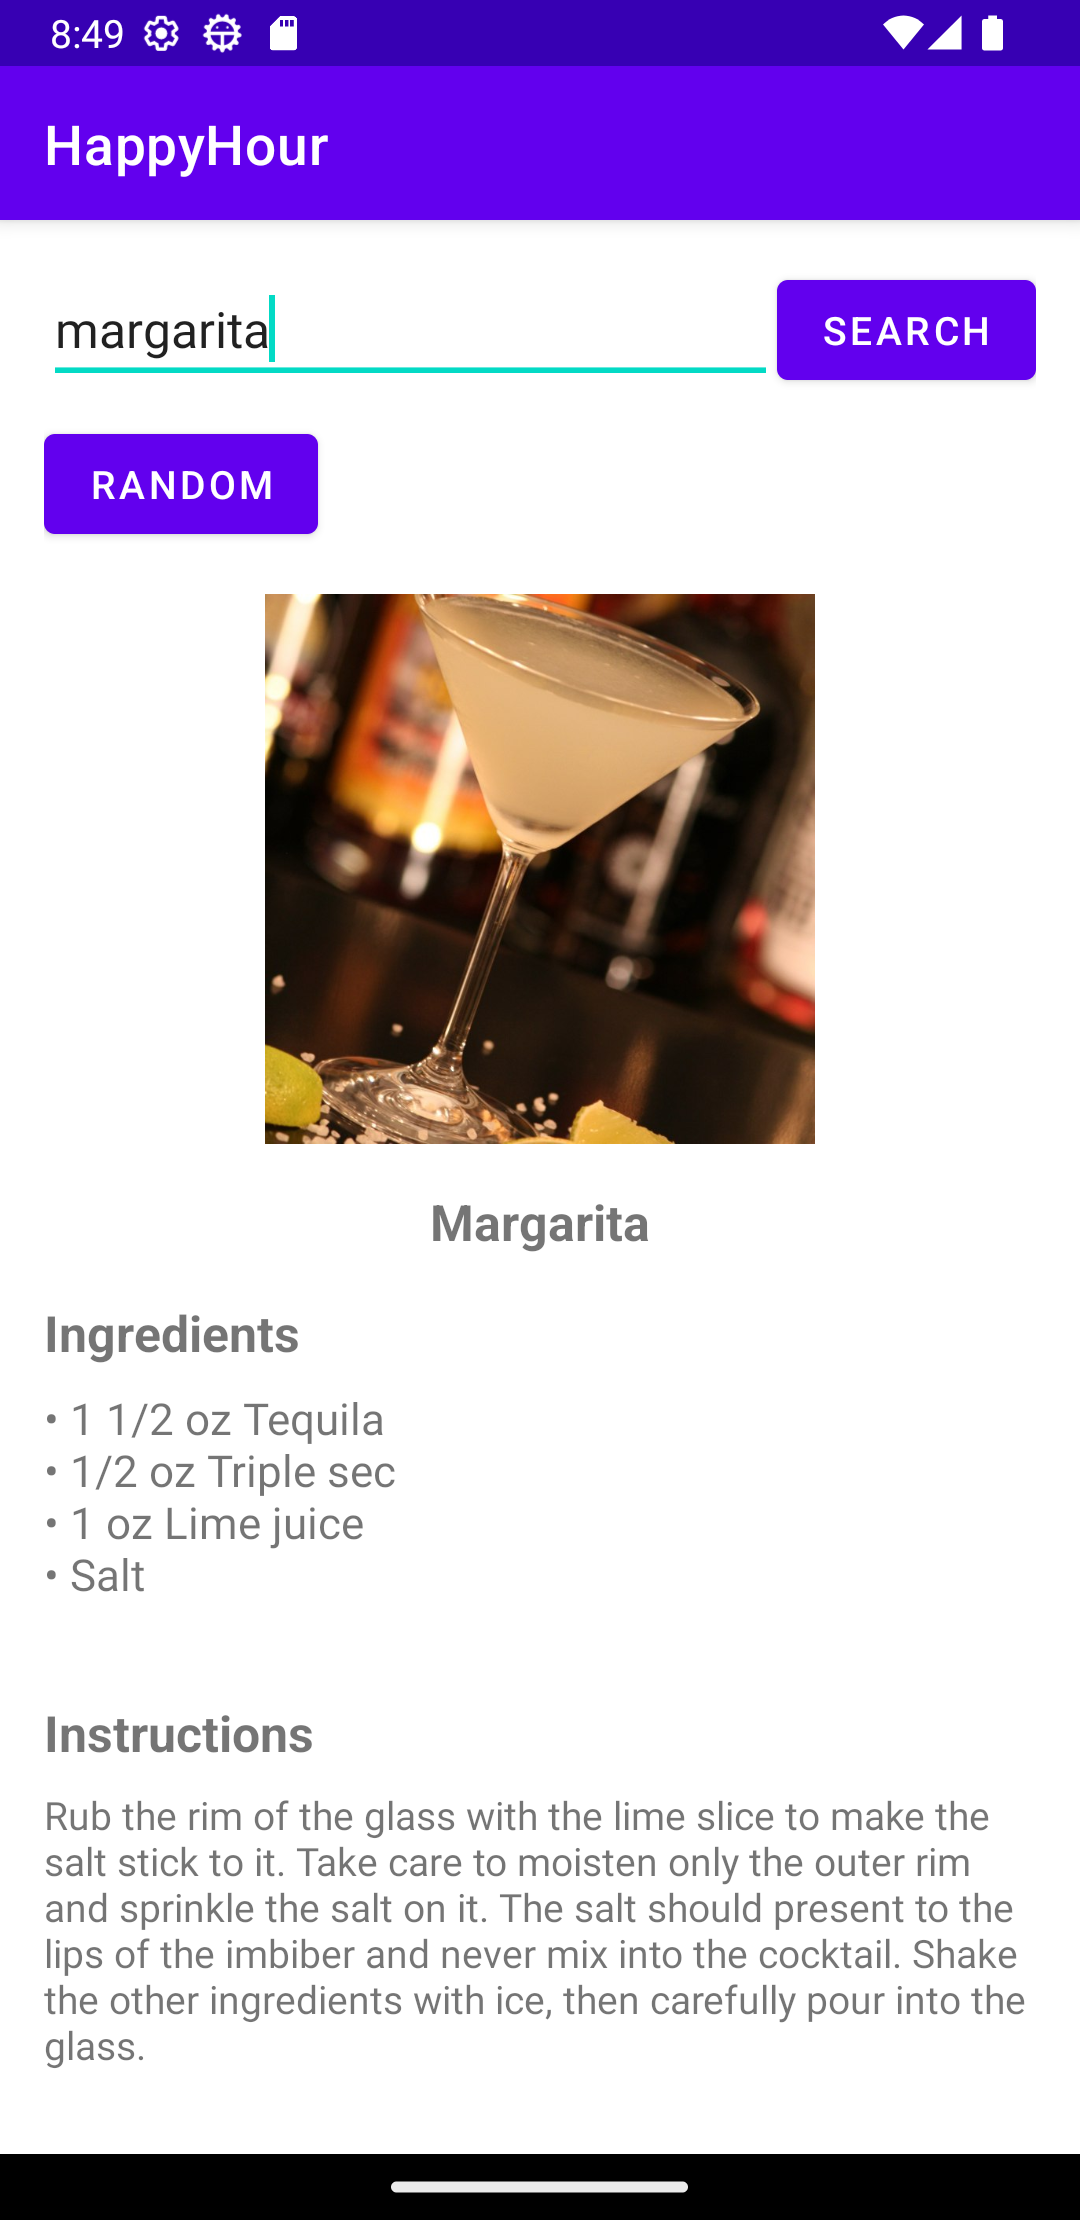 8:49
HappyHour
margarita
SEARCH
RANDOM
Margarita
Ingredients
• 1 1/2 oz Tequila
• 1/2 oz Triple sec
• 1 oz Lime juice
• Salt
Instructions
Rub the rim of the glass with the lime slice to make the
salt stick to it. Take care to moisten only the outer rim
and sprinkle the salt on it. The salt should present to the
lips of the imbiber and never mix into the cocktail. Shake
the other ingredients with ice, then carefully pour into the
glass.